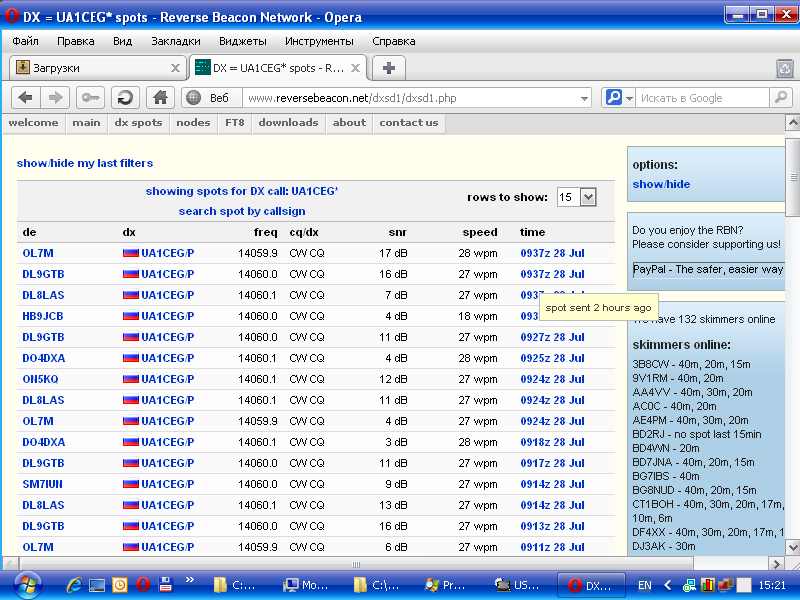 DX = UA1CEG* spots - Reverse Beacon Network - Opera
Файл Правка Вид Закладки Виджеты Инструменты Справка
Загрузки DX = UA1CEG* spots - R...
Веб www.reversebeacon.net/dxsd1/dxsd1.php Искать в Google
welcome main dx spots nodes FT8 downloads about contact us
show/hide my last filters
showing spots for DX call: UA1CEG*
search spot by callsign
rows to show: 15
de dx freq cq/dx snr speed time
OL7M UA1CEG/P 14059.9 CW CQ 17 dB 28 wpm 0937z 28 Jul
DL9GTB UA1CEG/P 14060.0 CW CQ 16 dB 27 wpm 0937z 28 Jul
DL8LAS UA1CEG/P 14060.1 CW CQ 7 dB 27 wpm
HB9JCB UA1CEG/P 14060.0 CW CQ 4 dB 18 wpm
spot sent 2 hours ago
DL9GTB UA1CEG/P 14060.0 CW CQ 11 dB 27 wpm 0927z 28 Jul
DO4DXA UA1CEG/P 14060.1 CW CQ 4 dB 28 wpm 0925z 28 Jul
ON5KQ UA1CEG/P 14060.1 CW CQ 12 dB 27 wpm 0924z 28 Jul
DL8LAS UA1CEG/P 14060.1 CW CQ 11 dB 27 wpm 0924z 28 Jul
OL7M UA1CEG/P 14059.9 CW CQ 4 dB 27 wpm 0924z 28 Jul
DO4DXA UA1CEG/P 14060.1 CW CQ 3 dB 28 wpm 0918z 28 Jul
DL9GTB UA1CEG/P 14060.0 CW CQ 11 dB 27 wpm 0917z 28 Jul
SM7IUN UA1CEG/P 14060.0 CW CQ 9 dB 27 wpm 0914z 28 Jul
DL8LAS UA1CEG/P 14060.1 CW CQ 13 dB 27 wpm 0914z 28 Jul
DL9GTB UA1CEG/P 14060.0 CW CQ 16 dB 27 wpm 0913z 28 Jul
OL7M UA1CEG/P 14059.9 CW CQ 6 dB 27 wpm 0911z 28 Jul
options:
show/hide
Do you enjoy the RBN?
Please consider supporting us!
PayPal - The safer, easier way
have 132 skimmers online
skimmers online:
3B8CW - 40m, 20m, 15m
9V1RM - 40m, 20m
AA4VV - 40m, 30m, 20m
AC0C - 40m, 20m
AE4PM - 40m, 30m, 20m
BD2RJ - no spot last 15min
BD4WN - 20m
BD7JNA - 40m, 20m, 15m
BG7IBS - 40m
BG8NUD - 40m, 20m, 15m
CT1BOH - 40m, 30m, 20m, 17m,
10m, 6m
DF4XX - 40m, 30m, 20m, 17m, 1
DJ3AK - 30m
C:... Mo... C:\... Pr... US... DX... EN 15:21